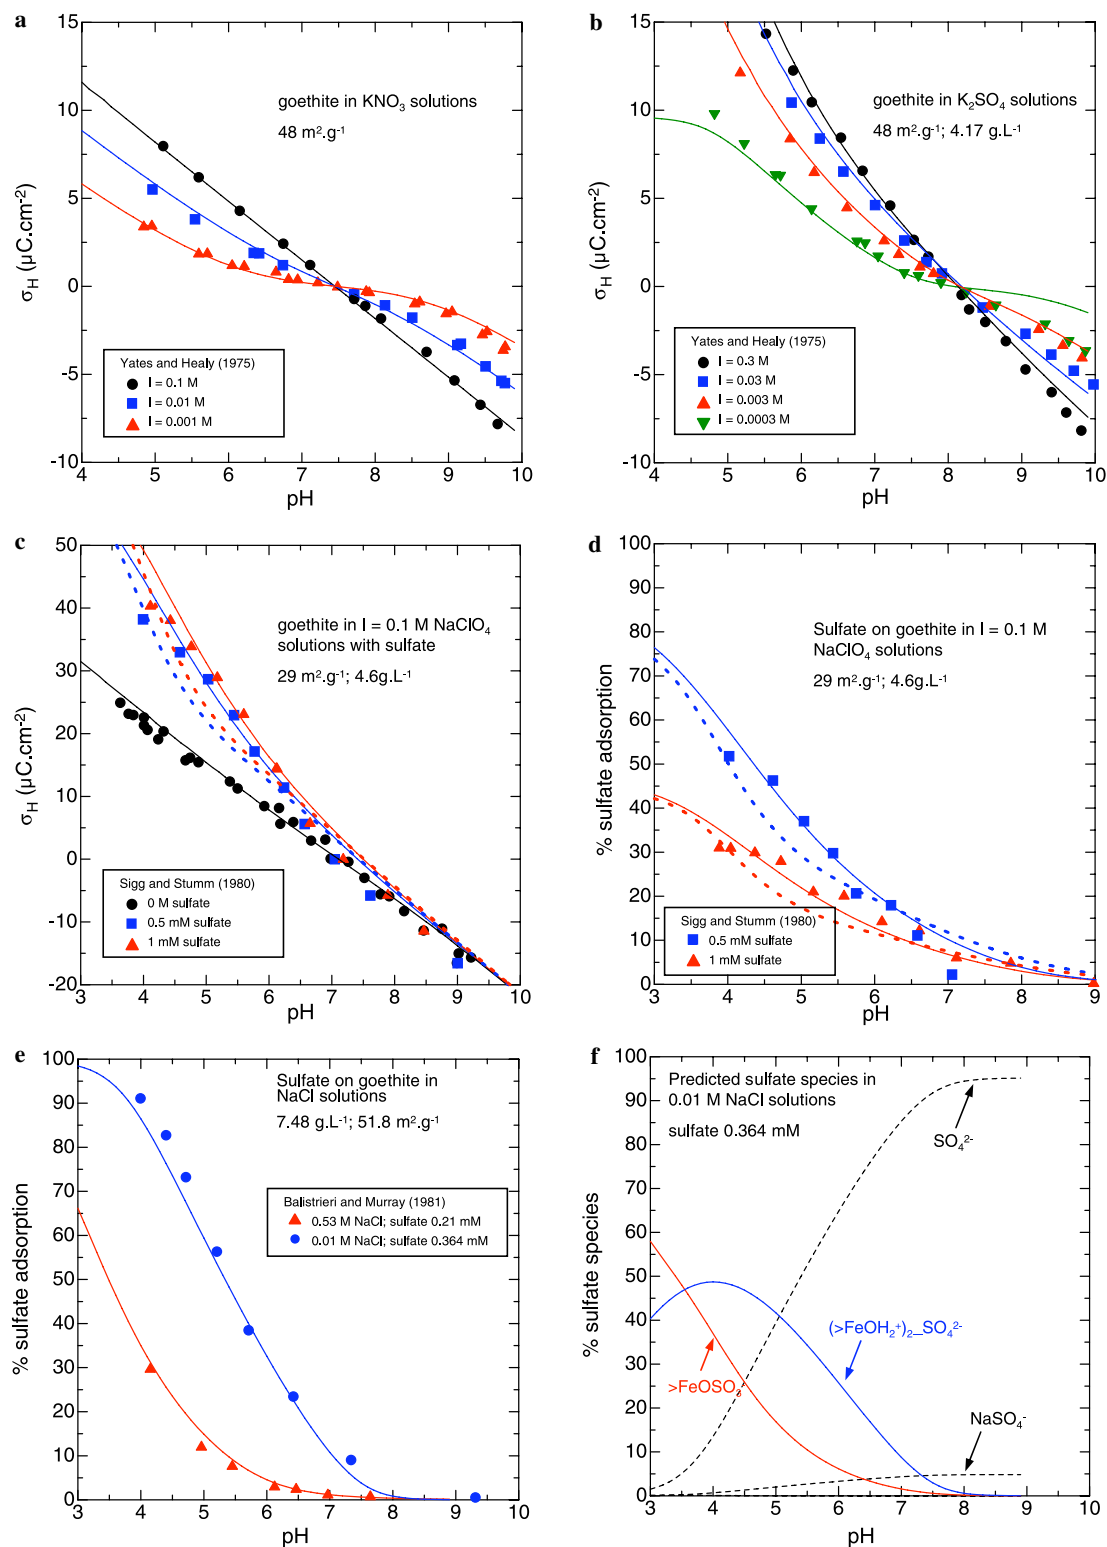 a
goethite in KNO₃ solutions
48 m².g⁻¹
σH (μC.cm⁻²)
15
10
5
0
-5
-10
Yates and Healy (1975)
I = 0.1 M
I = 0.01 M
I = 0.001 M
4 5 6 7 8 9 10
pH
b
goethite in K₂SO₄ solutions
48 m².g⁻¹; 4.17 g.L⁻¹
σH (μC.cm⁻²)
15
10
5
0
-5
-10
Yates and Healy (1975)
I = 0.3 M
I = 0.03 M
I = 0.003 M
I = 0.0003 M
4 5 6 7 8 9 10
pH
c
goethite in I = 0.1 M NaClO₄
solutions with sulfate
29 m².g⁻¹; 4.6g.L⁻¹
σH (μC.cm⁻²)
50
40
30
20
10
0
-10
-20
Sigg and Stumm (1980)
0 M sulfate
0.5 mM sulfate
1 mM sulfate
3 4 5 6 7 8 9 10
pH
d
Sulfate on goethite in I = 0.1 M
NaClO₄ solutions
29 m².g⁻¹; 4.6g.L⁻¹
% sulfate adsorption
100
90
80
70
60
50
40
30
20
10
0
Sigg and Stumm (1980)
0.5 mM sulfate
1 mM sulfate
3 4 5 6 7 8 9
pH
e
Sulfate on goethite in
NaCl solutions
7.48 g.L⁻¹; 51.8 m².g⁻¹
% sulfate adsorption
100
90
80
70
60
50
40
30
20
10
0
Balistrieri and Murray (1981)
0.53 M NaCl; sulfate 0.21 mM
0.01 M NaCl; sulfate 0.364 mM
3 4 5 6 7 8 9 10
pH
f
Predicted sulfate species in
0.01 M NaCl solutions
sulfate 0.364 mM
% sulfate species
100
90
80
70
60
50
40
30
20
10
0
SO₄²⁻
(>FeOH₂⁺)₂_SO₄²⁻
>FeOSO₃⁻
NaSO₄⁻
3 4 5 6 7 8 9 10
pH